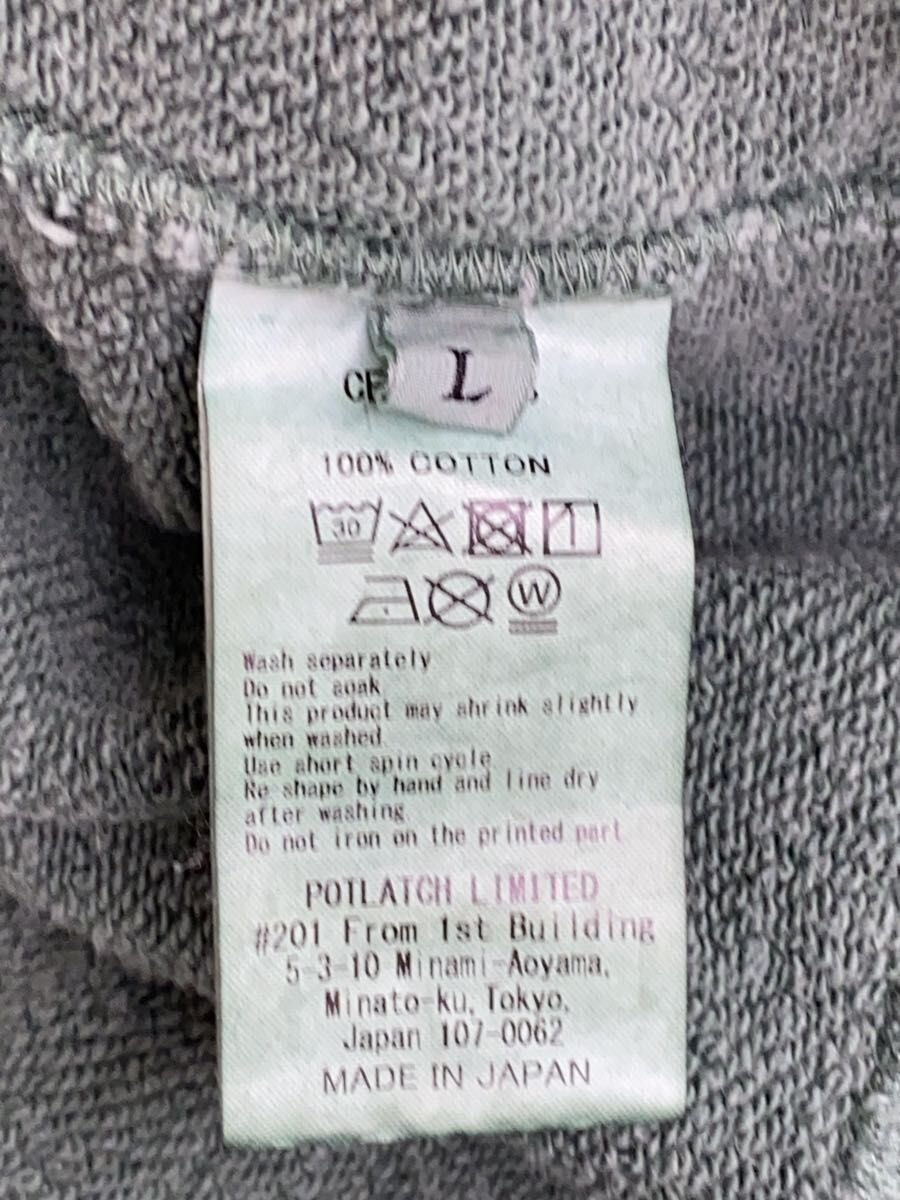 L
100% COTTON
30
W
Wash separately
Do not soak
This product may shrink slightly
when washed.
Use short spin cycle
Re shape by hand and line dry
after washing.
Do not iron on the printed part
POTLATCH LIMITED
#201 From 1st Building
5-3-10 Minami-Aoyama,
Minato-ku, Tokyo,
Japan 107-0062
MADE IN JAPAN